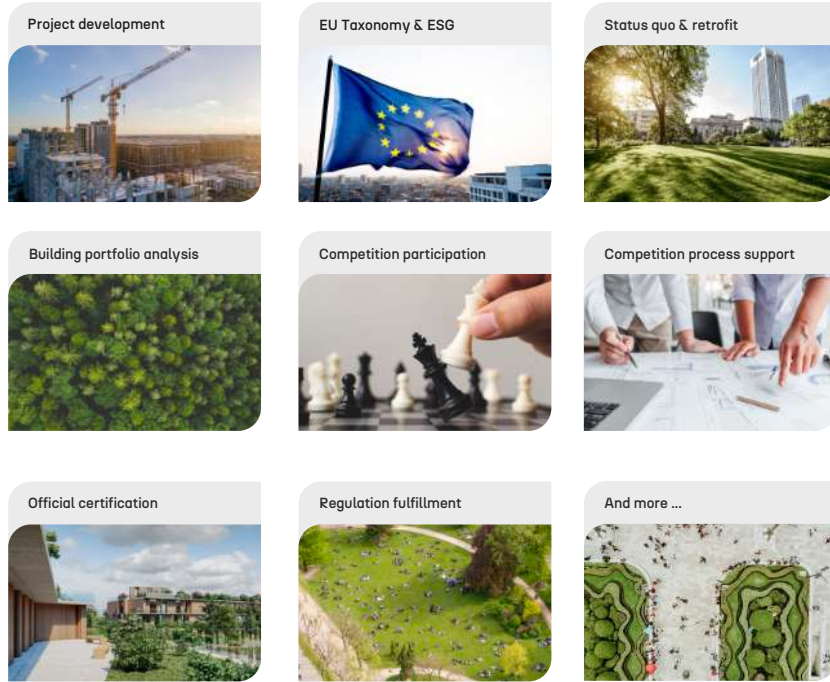 Project development
EU Taxonomy & ESG
Status quo & retrofit
Building portfolio analysis
Competition participation
Competition process support
Official certification
Regulation fulfillment
And more ...